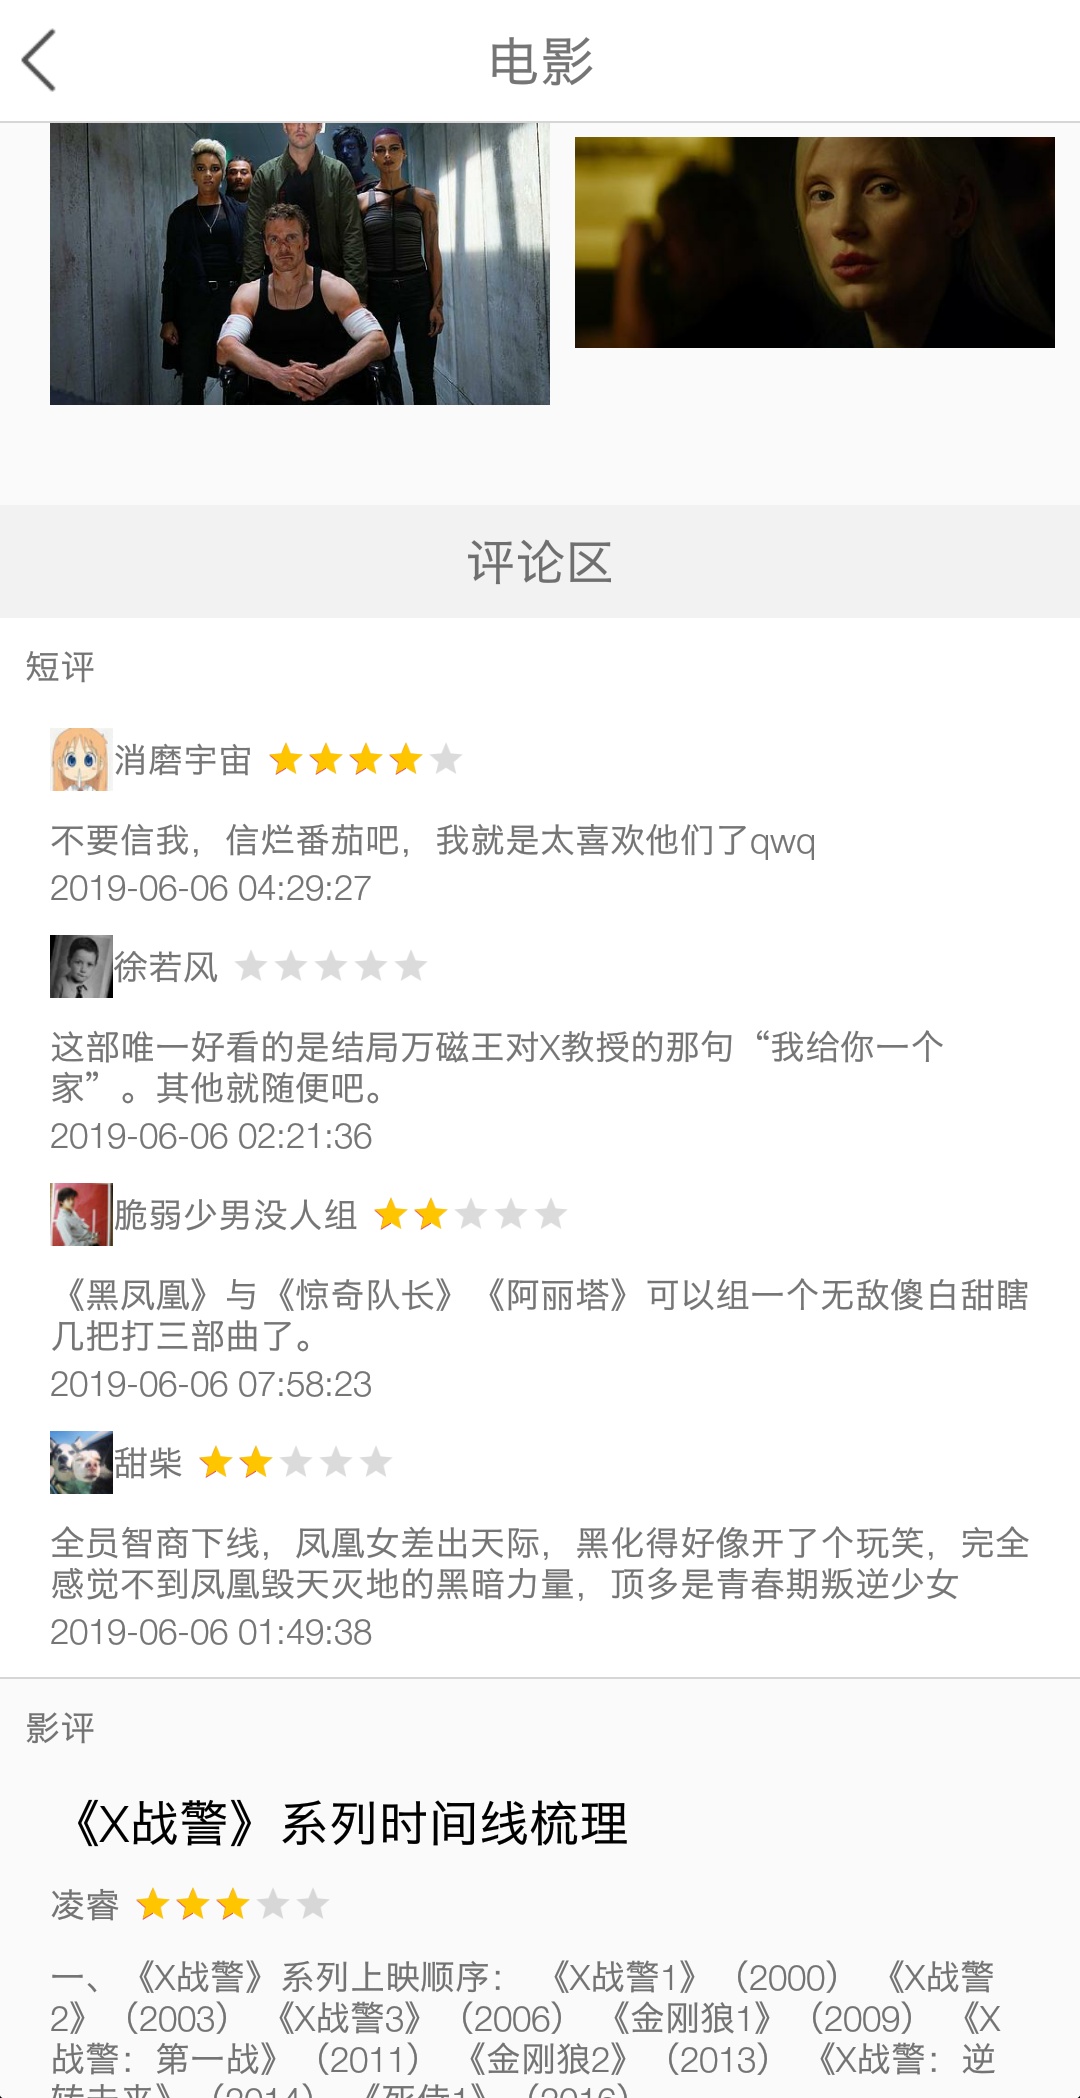 电影
评论区
短评
消磨宇宙
不要信我，信烂番茄吧，我就是太喜欢他们了qwq
2019-06-06 04:29:27
徐若风
这部唯一好看的是结局万磁王对X教授的那句“我给你一个
家”。其他就随便吧。
2019-06-06 02:21:36
脆弱少男没人组
《黑凤凰》与《惊奇队长》《阿丽塔》可以组一个无敌傻白甜瞎
几把打三部曲了。
2019-06-06 07:58:23
甜柴
全员智商下线，凤凰女差出天际，黑化得好像开了个玩笑，完全
感觉不到凤凰毁天灭地的黑暗力量，顶多是青春期叛逆少女
2019-06-06 01:49:38
影评
《X战警》系列时间线梳理
凌睿
一、《X战警》系列上映顺序： 《X战警1》（2000） 《X战警
2》（2003） 《X战警3》（2006） 《金刚狼1》（2009） 《X
战警：第一战》（2011） 《金刚狼2》（2013） 《X战警：逆
转未来》（2014） 《死侍1》（2016）